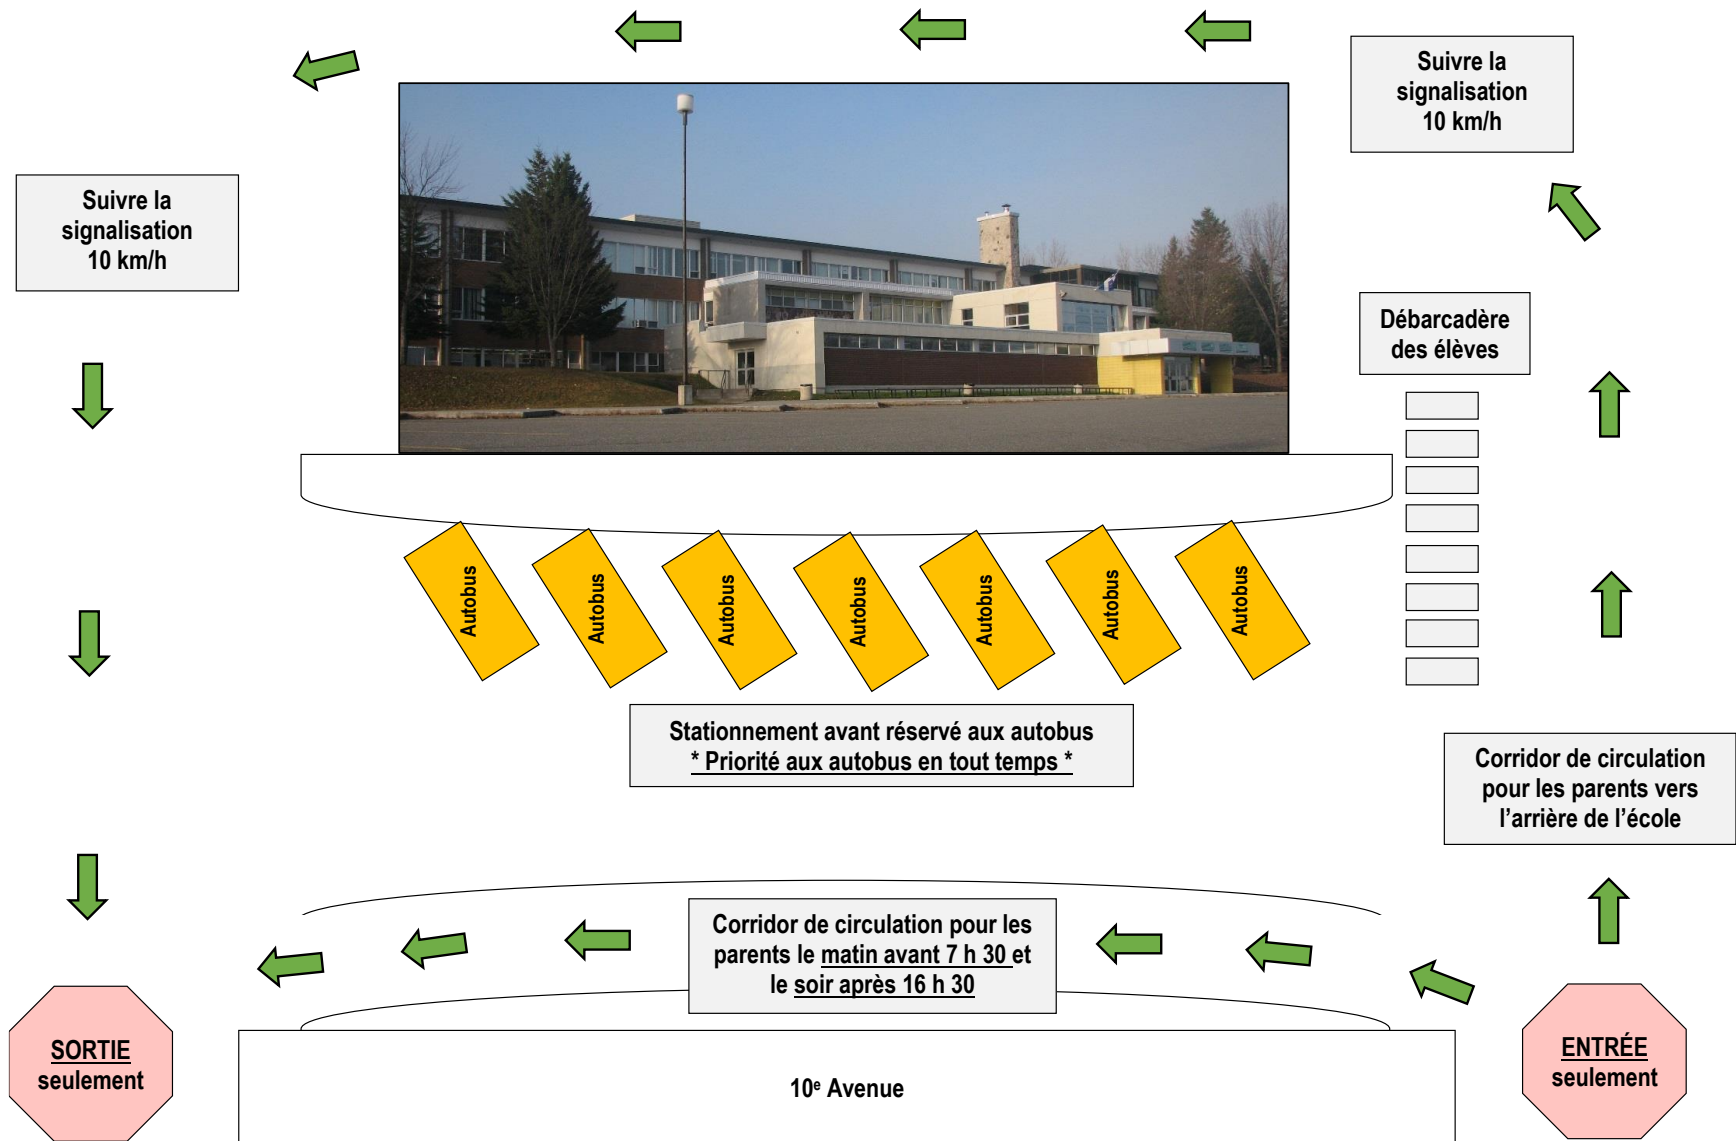 Suivre la
signalisation
10 km/h
Suivre la
signalisation
10 km/h
Débarcadère
des élèves
Autobus
Autobus
Autobus
Autobus
Autobus
Autobus
Autobus
Stationnement avant réservé aux autobus
* Priorité aux autobus en tout temps *
Corridor de circulation
pour les parents vers
l’arrière de l’école
Corridor de circulation pour les
parents le matin avant 7 h 30 et
le soir après 16 h 30
SORTIE
seulement
ENTRÉE
seulement
10e Avenue